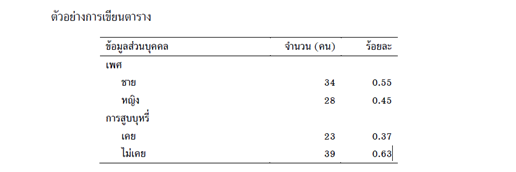 ตัวอย่างการเขียนตาราง
ข้อมูลส่วนบุคคล จำนวน (คน) ร้อยละ
เพศ
ชาย 34 0.55
หญิง 28 0.45
การสูบบุหรี่
เคย 23 0.37
ไม่เคย 39 0.63